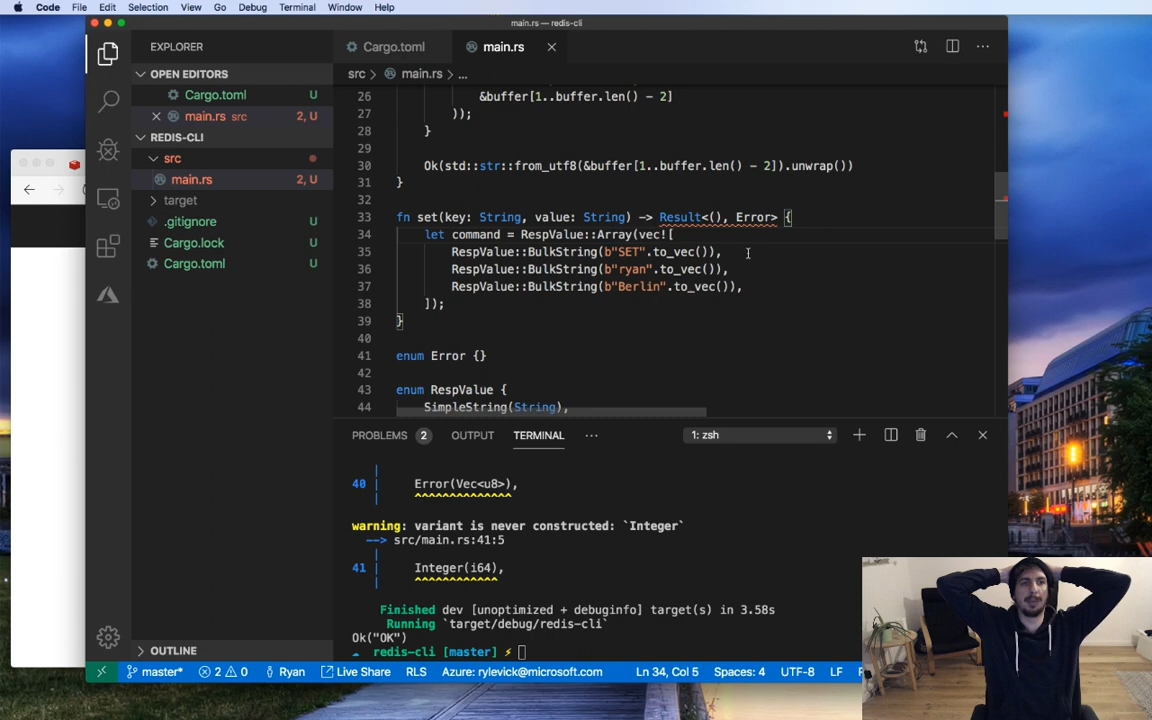 Code File Edit Selection View Go Debug Terminal Window Help
main.rs — redis-cli
EXPLORER
OPEN EDITORS
Cargo.toml U
main.rs src 2, U
REDIS-CLI
src
main.rs 2, U
target
.gitignore U
Cargo.lock U
Cargo.toml U
OUTLINE
Cargo.toml main.rs
src > main.rs > ...
26 &buffer[1..buffer.len() - 2]
27 ));
28 }
29
30 Ok(std::str::from_utf8(&buffer[1..buffer.len() - 2]).unwrap())
31 }
32
33 fn set(key: String, value: String) -> Result<(), Error> {
34 let command = RespValue::Array(vec![
35 RespValue::BulkString(b"SET".to_vec()),
36 RespValue::BulkString(b"ryan".to_vec()),
37 RespValue::BulkString(b"Berlin".to_vec()),
38 ]);
39 }
40
41 enum Error {}
42
43 enum RespValue {
44 SimpleString(String),
PROBLEMS 2 OUTPUT TERMINAL ... 1: zsh
|
40 | Error(Vec<u8>),
| ^^^^^^^^^^^^^^
warning: variant is never constructed: `Integer`
--> src/main.rs:41:5
|
41 | Integer(i64),
| ^^^^^^^^^^^^
Finished dev [unoptimized + debuginfo] target(s) in 3.58s
Running `target/debug/redis-cli`
Ok("OK")
redis-cli [master] ⚡
master* 2 0 Ryan Live Share RLS Azure: rylevick@microsoft.com Ln 34, Col 5 Spaces: 4 UTF-8 LF